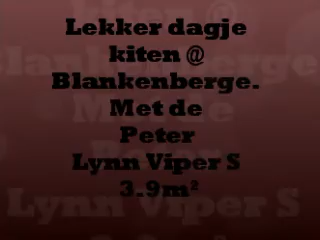 Lekker dagje
kiten @
Blankenberge.
Met de
Peter
Lynn Viper S
3.9m²